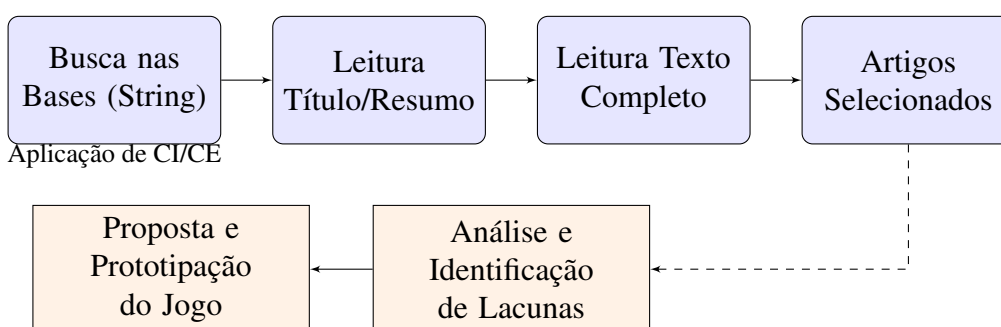 Busca nas
Bases (String)
Leitura
Título/Resumo
Leitura Texto
Completo
Artigos
Selecionados
Aplicação de CI/CE
Proposta e
Prototipação
do Jogo
Análise e
Identificação
de Lacunas